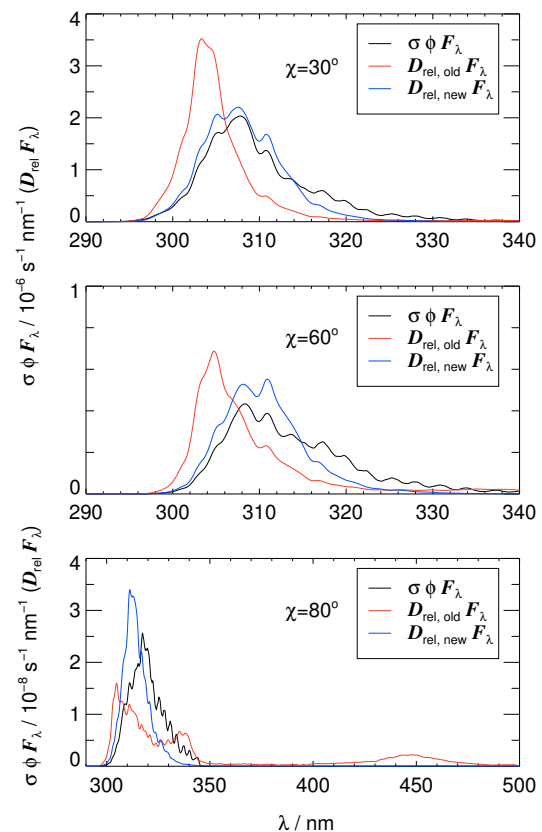 σ ϕ F_λ / 10⁻⁶ s⁻¹ nm⁻¹ (D_rel F_λ)
4
3
2
1
0
χ=30°
σ ϕ F_λ
D_rel, old F_λ
D_rel, new F_λ
290 300 310 320 330 340
1
0
χ=60°
σ ϕ F_λ
D_rel, old F_λ
D_rel, new F_λ
290 300 310 320 330 340
σ ϕ F_λ / 10⁻⁸ s⁻¹ nm⁻¹ (D_rel F_λ)
4
3
2
1
0
χ=80°
σ ϕ F_λ
D_rel, old F_λ
D_rel, new F_λ
290 300 350 400 450 500
λ / nm